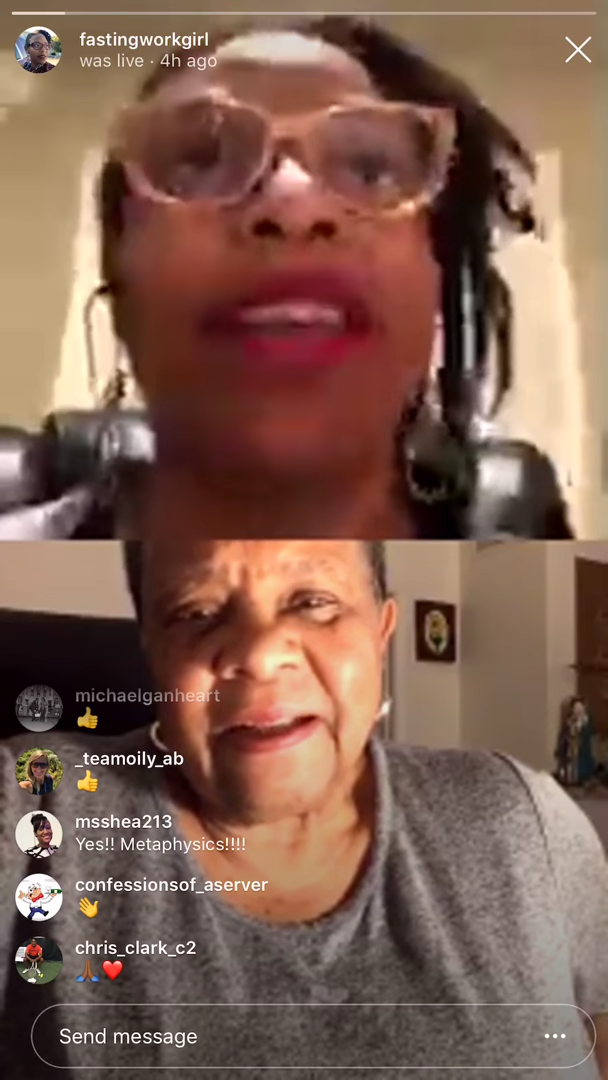 fastingworkgirl
was live · 4h ago
michaelganheart
👍
_teamoily_ab
👍
msshea213
Yes!! Metaphysics!!!!
confessionsof_aserver
👋
chris_clark_c2
🙏🏾❤️
Send message